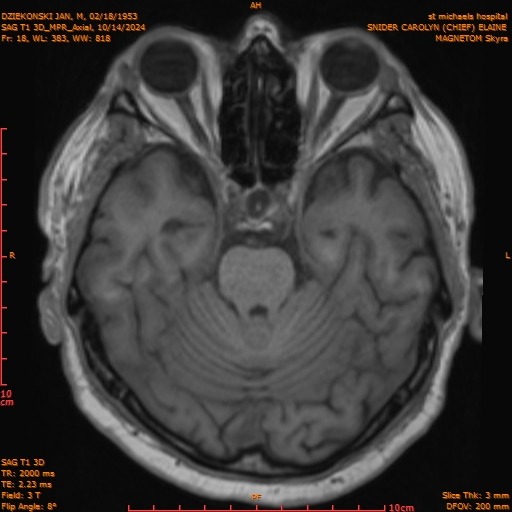 AH
DZIEKONSKI JAN, M, 02/18/1953
SAG T1 3D_MPR_Axial, 10/14/2024
Fr: 18, WL: 383, WW: 818
st michaels hospital
SNIDER CAROLYN (CHIEF) ELAINE
MAGNETOM Skyra
R
L
10
cm
SAG T1 3D
TR: 2000 ms
TE: 2.23 ms
Field: 3 T
Flip Angle: 8°
PF
10cm
Slice Thk: 3 mm
DFOV: 200 mm